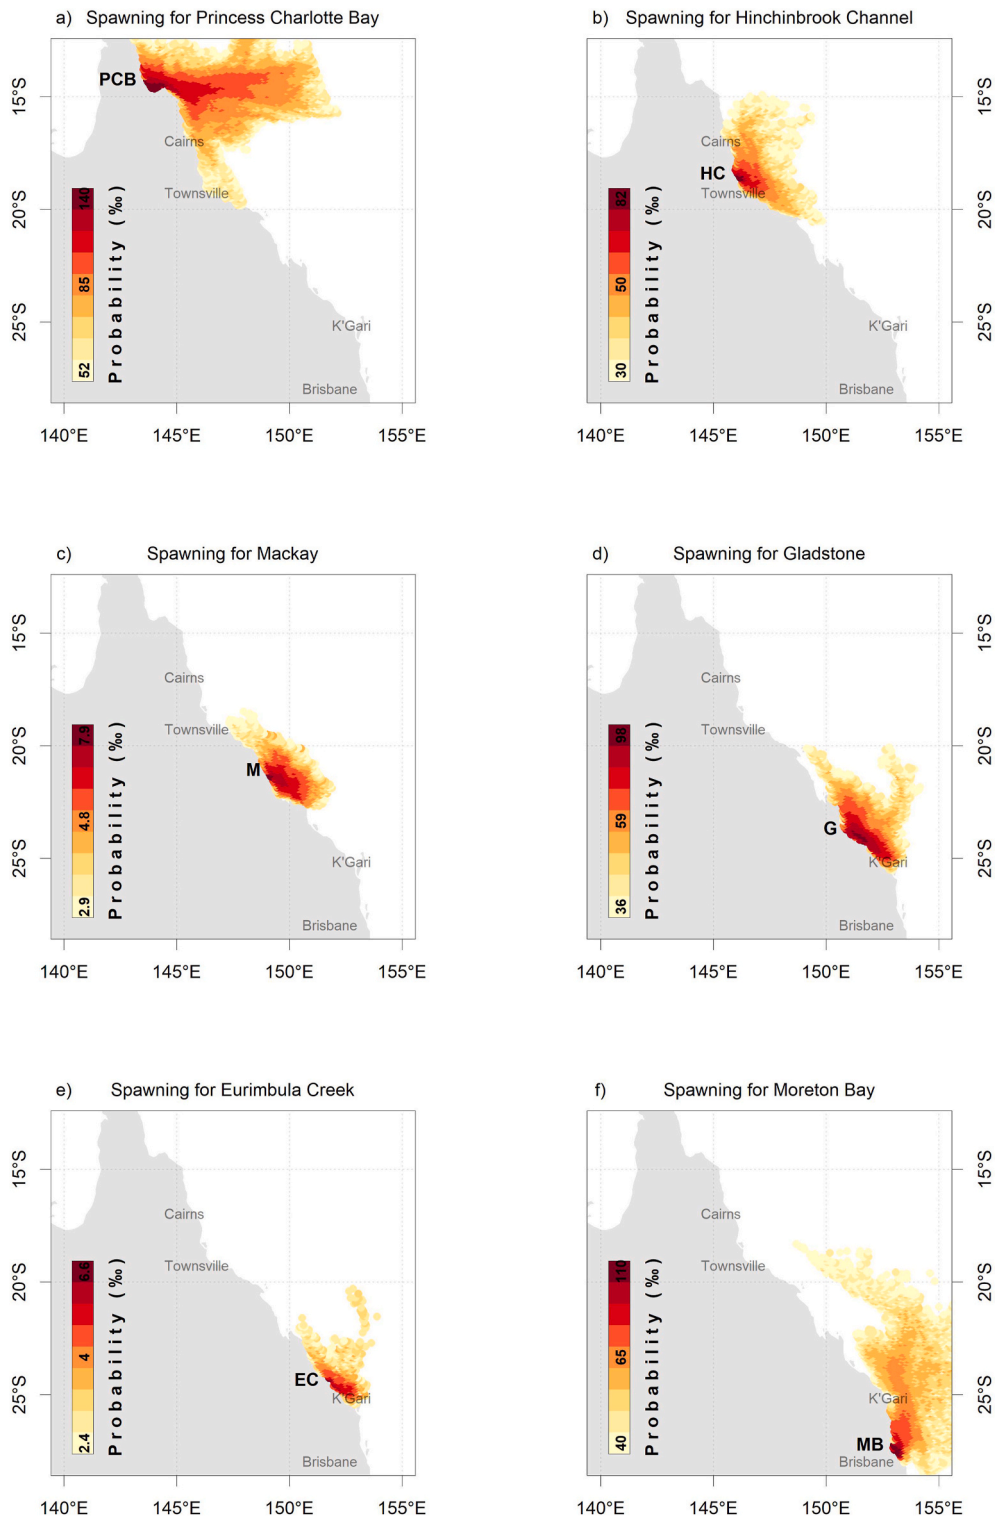 a) Spawning for Princess Charlotte Bay
PCB
15°S
20°S
25°S
Cairns
Townsville
K'Gari
Brisbane
140
85
52
Probability (‰)
140°E 145°E 150°E 155°E
b) Spawning for Hinchinbrook Channel
HC
15°S
20°S
25°S
Cairns
Townsville
K'Gari
Brisbane
82
50
30
Probability (‰)
140°E 145°E 150°E 155°E
c) Spawning for Mackay
M
15°S
20°S
25°S
Cairns
Townsville
K'Gari
Brisbane
7.9
4.8
2.9
Probability (‰)
140°E 145°E 150°E 155°E
d) Spawning for Gladstone
G
15°S
20°S
25°S
Cairns
Townsville
K'Gari
Brisbane
98
59
36
Probability (‰)
140°E 145°E 150°E 155°E
e) Spawning for Eurimbula Creek
EC
15°S
20°S
25°S
Cairns
Townsville
K'Gari
Brisbane
6.6
4
2.4
Probability (‰)
140°E 145°E 150°E 155°E
f) Spawning for Moreton Bay
MB
15°S
20°S
25°S
Cairns
Townsville
K'Gari
Brisbane
110
65
40
Probability (‰)
140°E 145°E 150°E 155°E